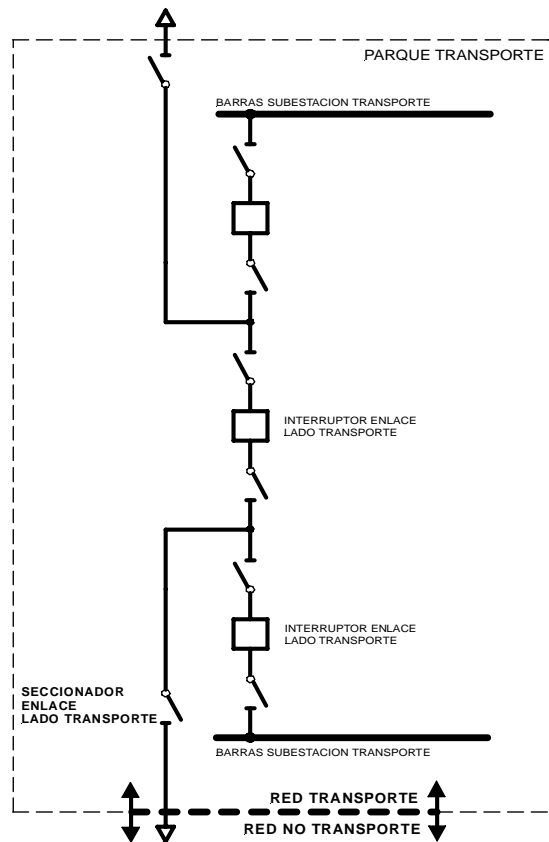 PARQUE TRANSPORTE
BARRAS SUBESTACION TRANSPORTE
INTERRUPTOR ENLACE
LADO TRANSPORTE
INTERRUPTOR ENLACE
LADO TRANSPORTE
SECCIONADOR
ENLACE
LADO TRANSPORTE
BARRAS SUBESTACION TRANSPORTE
RED TRANSPORTE
RED NO TRANSPORTE